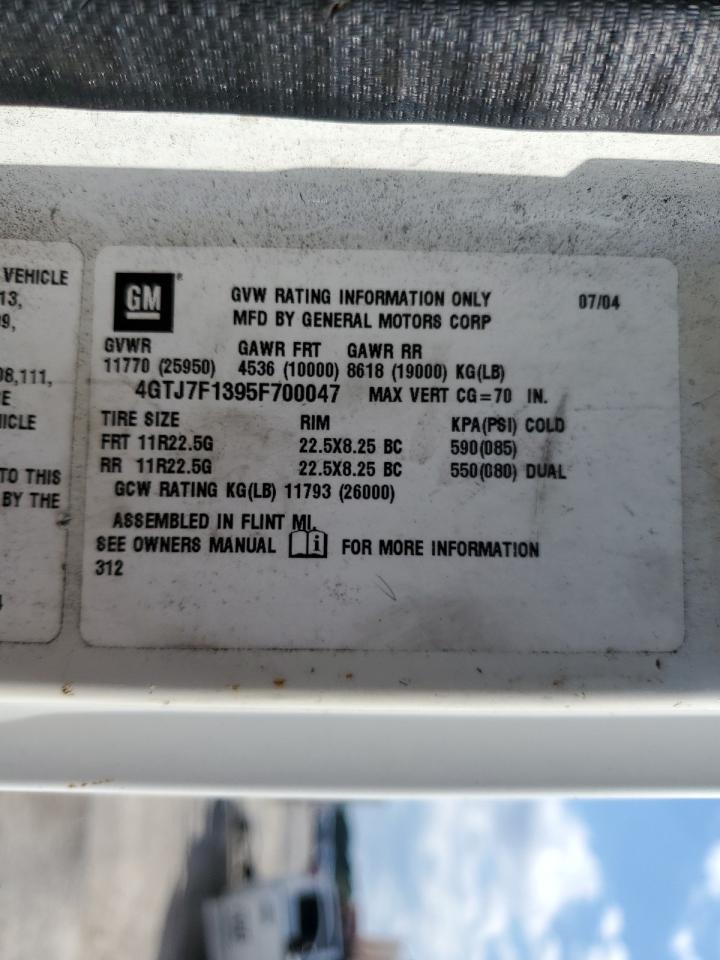 VEHICLE
13,
9,
08,111,
E
ICLE
TO THIS
BY THE
GM
GVW RATING INFORMATION ONLY 07/04
MFD BY GENERAL MOTORS CORP
GVWR GAWR FRT GAWR RR
11770 (25950) 4536 (10000) 8618 (19000) KG(LB)
4GTJ7F1395F700047 MAX VERT CG=70 IN.
TIRE SIZE RIM KPA(PSI) COLD
FRT 11R22.5G 22.5X8.25 BC 590(085)
RR 11R22.5G 22.5X8.25 BC 550(080) DUAL
GCW RATING KG(LB) 11793 (26000)
ASSEMBLED IN FLINT MI.
SEE OWNERS MANUAL i FOR MORE INFORMATION
312